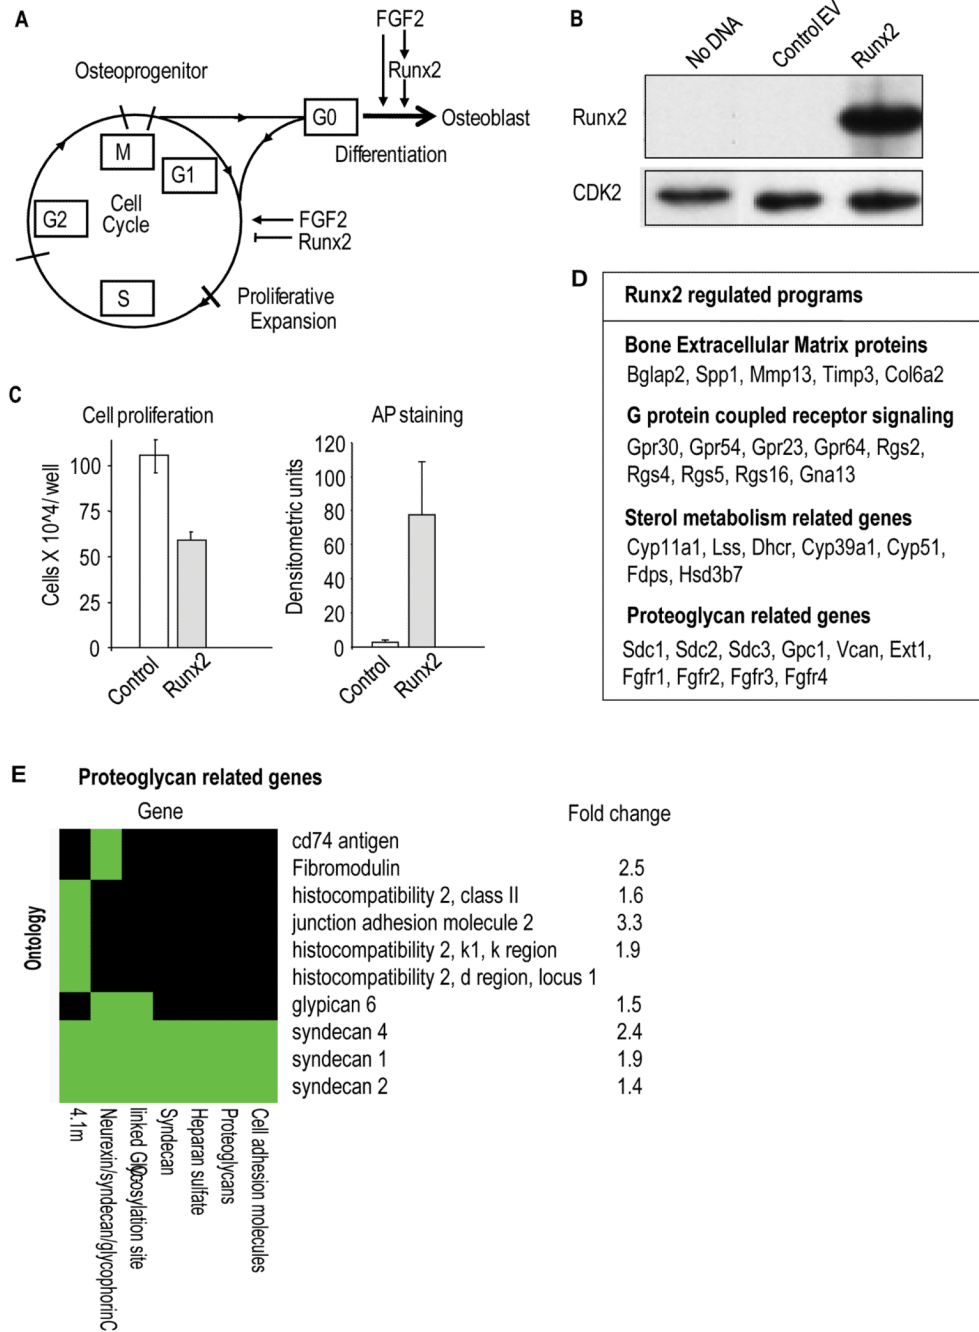 A
FGF2
Runx2
Osteoprogenitor
G0
Osteoblast
Differentiation
M
G1
Cell
Cycle
G2
FGF2
Runx2
S
Proliferative
Expansion
B
No DNA
Control EV
Runx2
Runx2
CDK2
C
Cell proliferation
Cells X 10^4/ well
100
75
50
25
0
Control
Runx2
AP staining
Densitometric units
120
100
80
60
40
20
0
Control
Runx2
D
Runx2 regulated programs
Bone Extracellular Matrix proteins
Bglap2, Spp1, Mmp13, Timp3, Col6a2
G protein coupled receptor signaling
Gpr30, Gpr54, Gpr23, Gpr64, Rgs2,
Rgs4, Rgs5, Rgs16, Gna13
Sterol metabolism related genes
Cyp11a1, Lss, Dhcr, Cyp39a1, Cyp51,
Fdps, Hsd3b7
Proteoglycan related genes
Sdc1, Sdc2, Sdc3, Gpc1, Vcan, Ext1,
Fgfr1, Fgfr2, Fgfr3, Fgfr4
E
Proteoglycan related genes
Gene
Fold change
Ontology
cd74 antigen
Fibromodulin 2.5
histocompatibility 2, class II 1.6
junction adhesion molecule 2 3.3
histocompatibility 2, k1, k region 1.9
histocompatibility 2, d region, locus 1
glypican 6 1.5
syndecan 4 2.4
syndecan 1 1.9
syndecan 2 1.4
4.1m
Neurexin/syndecan/glycophorinC
linked Glycosylation site
Syndecan
Heparan sulfate
Proteoglycans
Cell adhesion molecules